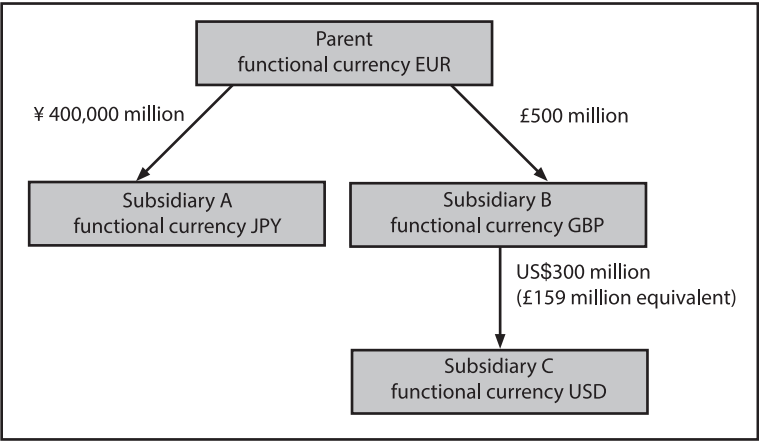 Parent
functional currency EUR
¥ 400,000 million
£500 million
Subsidiary A
functional currency JPY
Subsidiary B
functional currency GBP
US$300 million
(£159 million equivalent)
Subsidiary C
functional currency USD